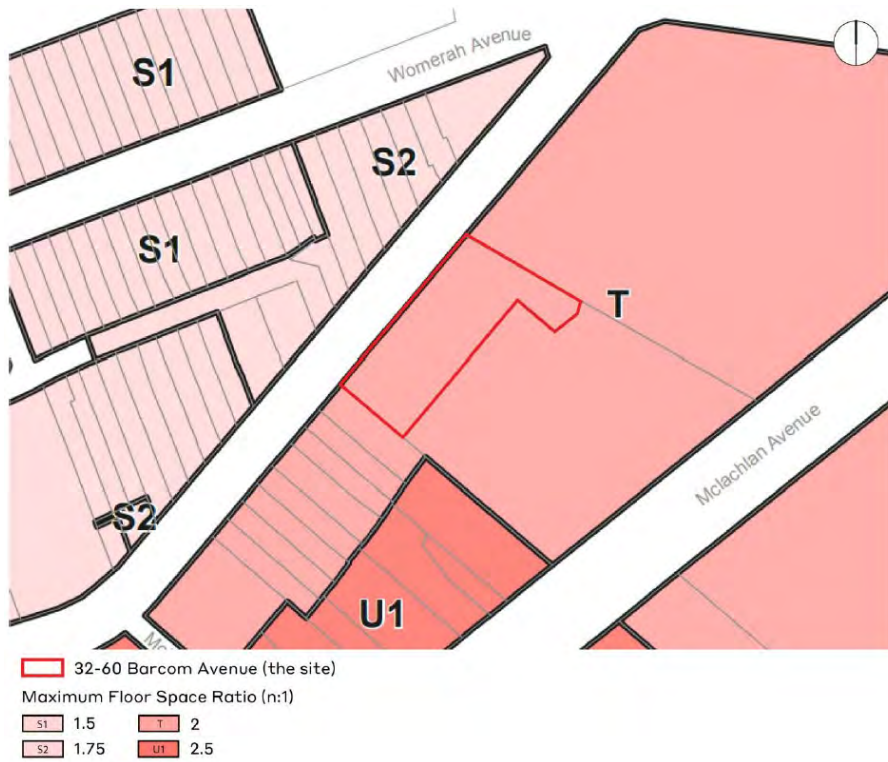 S1
Womerah Avenue
S2
S1
T
Mclachlan Avenue
S2
U1
32-60 Barcom Avenue (the site)
Maximum Floor Space Ratio (n:1)
S1 1.5 T 2
S2 1.75 U1 2.5